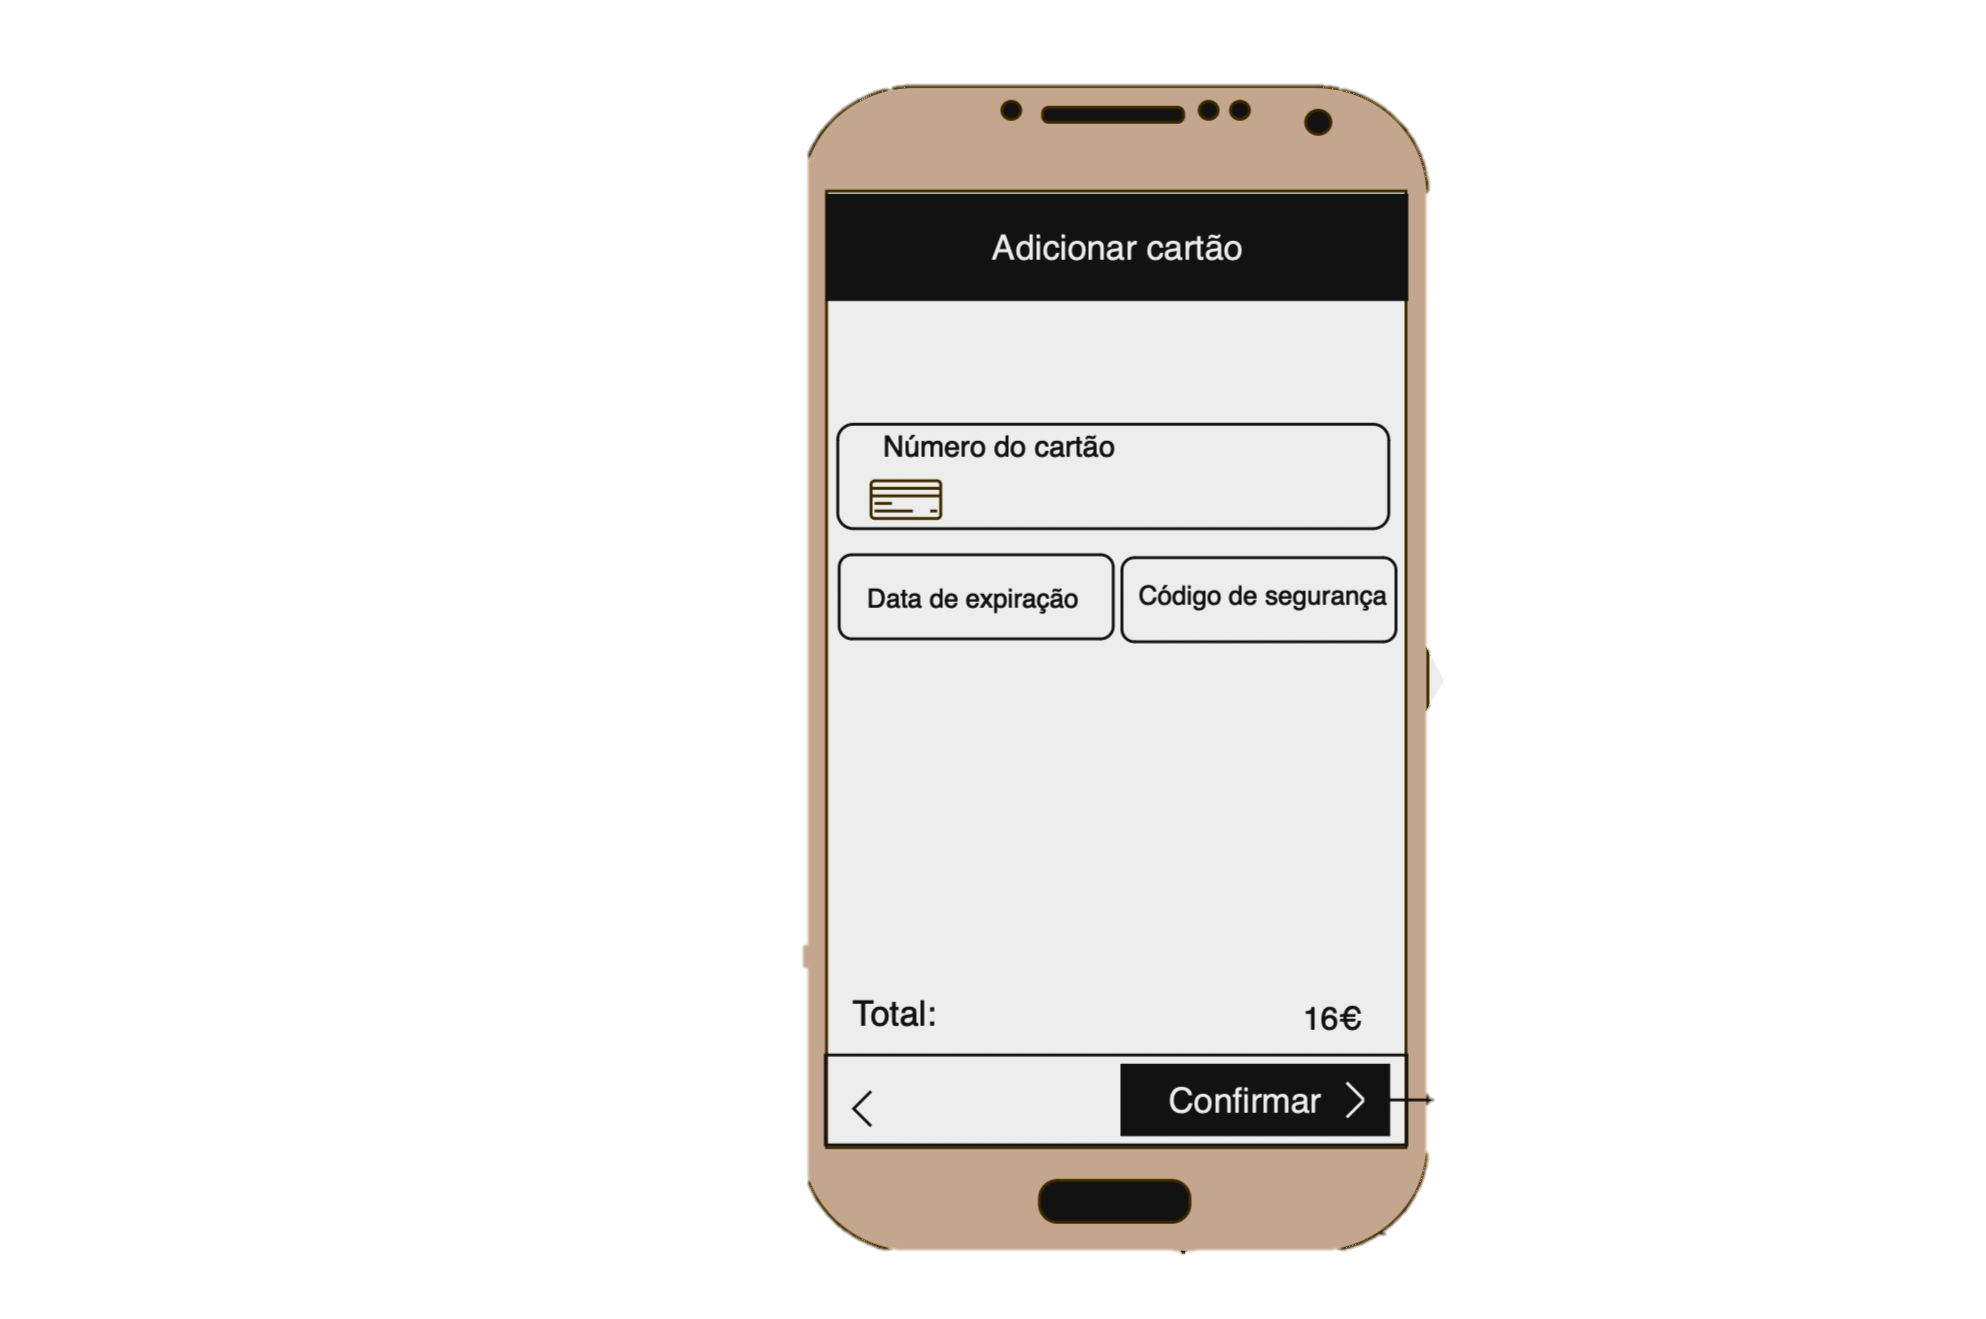 Adicionar cartão
Número do cartão
Data de expiração
Código de segurança
Total:
16€
Confirmar